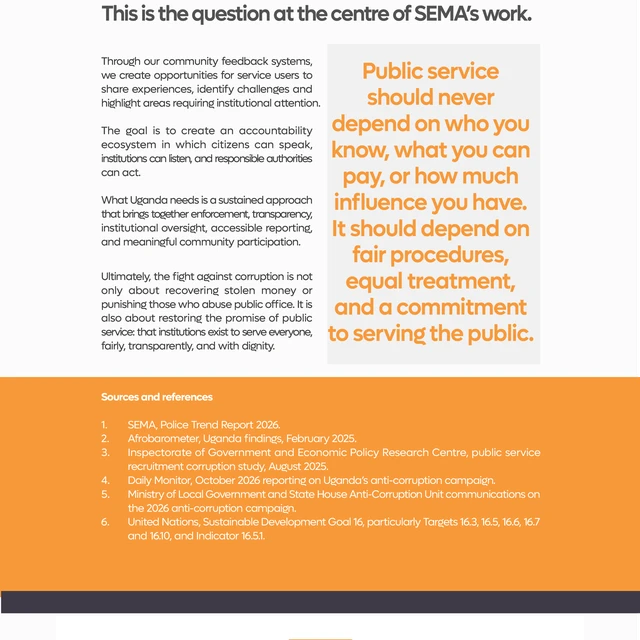 This is the question at the centre of SEMA's work.
Through our community feedback systems,
we create opportunities for service users to
share experiences, identify challenges and
highlight areas requiring institutional attention.
The goal is to create an accountability
ecosystem in which citizens can speak,
institutions can listen, and responsible authorities
can act.
What Uganda needs is a sustained approach
that brings together enforcement, transparency,
institutional oversight, accessible reporting,
and meaningful community participation.
Ultimately, the fight against corruption is not
only about recovering stolen money or
punishing those who abuse public office. It is
also about restoring the promise of public
service: that institutions exist to serve everyone,
fairly, transparently, and with dignity.
Public service
should never
depend on who you
know, what you can
pay, or how much
influence you have.
It should depend on
fair procedures,
equal treatment,
and a commitment
to serving the public.
Sources and references
1. SEMA, Police Trend Report 2026.
2. Afrobarometer, Uganda findings, February 2025.
3. Inspectorate of Government and Economic Policy Research Centre, public service
recruitment corruption study, August 2025.
4. Daily Monitor, October 2026 reporting on Uganda's anti-corruption campaign.
5. Ministry of Local Government and State House Anti-Corruption Unit communications on
the 2026 anti-corruption campaign.
6. United Nations, Sustainable Development Goal 16, particularly Targets 16.3, 16.5, 16.6, 16.7
and 16.10, and Indicator 16.5.1.